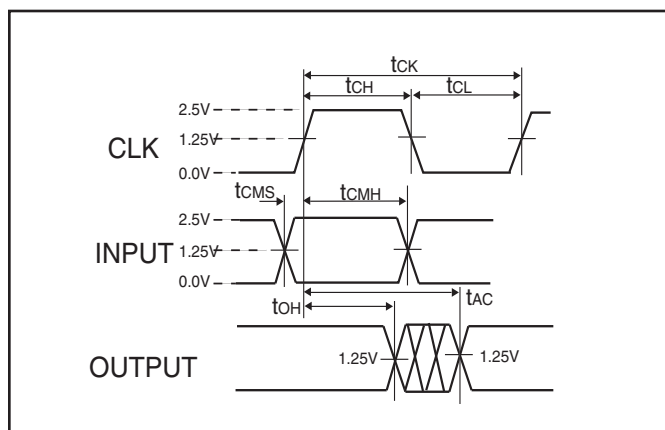 tCK
tCH tCL
2.5V
CLK 1.25V
0.0V
tCMS tCMH
2.5V
INPUT 1.25V
0.0V
tOH tAC
OUTPUT 1.25V 1.25V